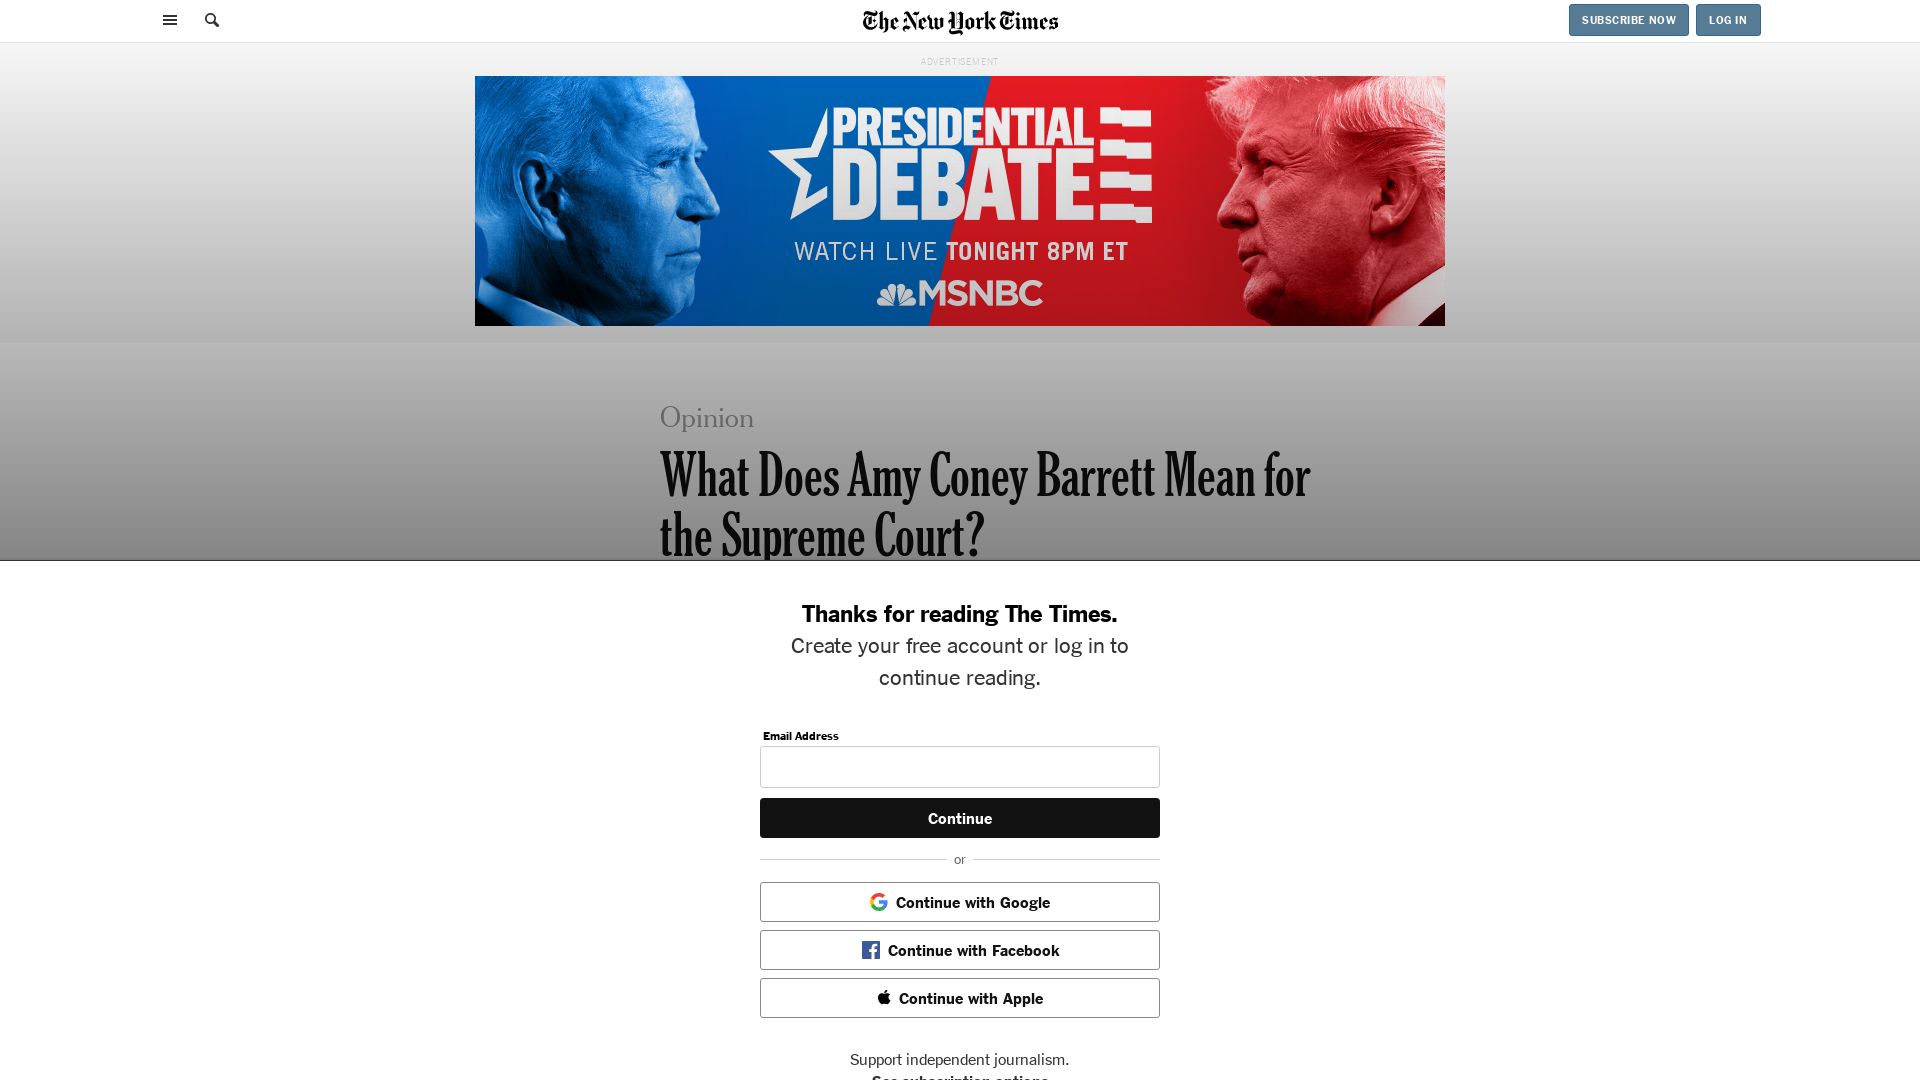 The New York Times
SUBSCRIBE NOW
LOG IN
ADVERTISEMENT
PRESIDENTIAL
DEBATE
WATCH LIVE TONIGHT 8PM ET
MSNBC
Opinion
What Does Amy Coney Barrett Mean for
the Supreme Court?
Thanks for reading The Times.
Create your free account or log in to
continue reading.
Email Address
Continue
or
Continue with Google
Continue with Facebook
Continue with Apple
Support independent journalism.
See subscription options